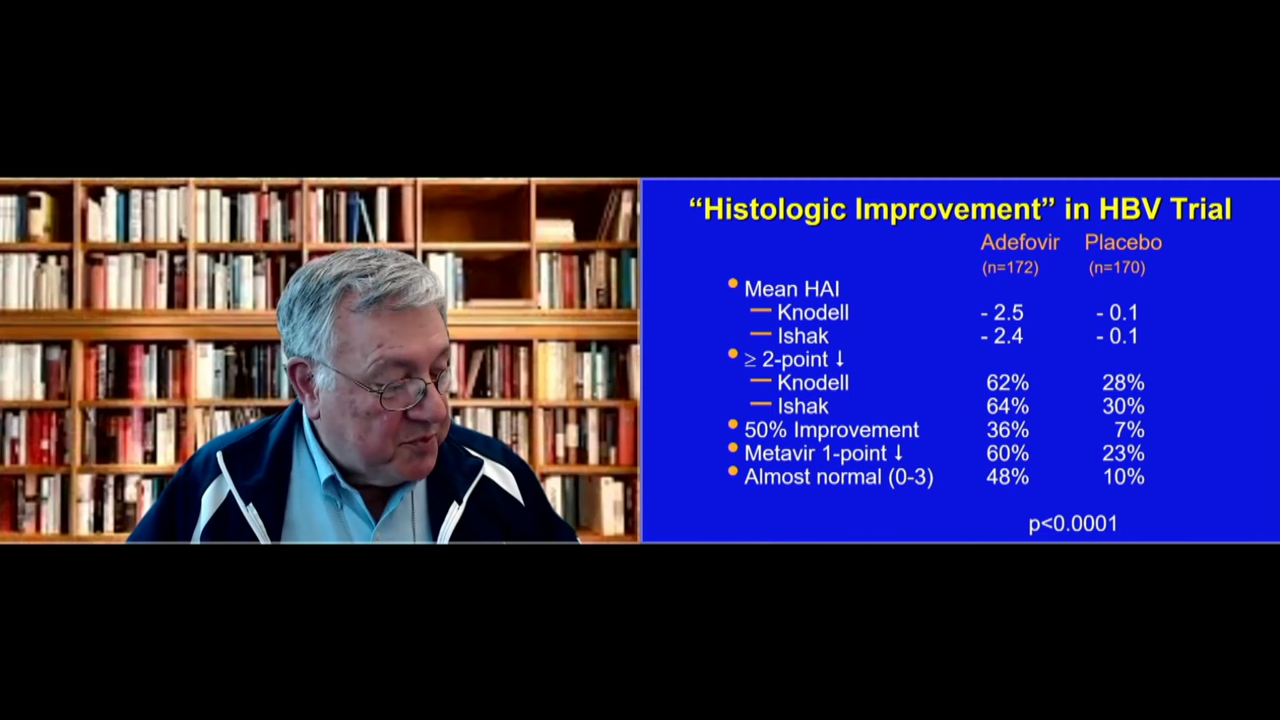 “Histologic Improvement” in HBV Trial
Adefovir Placebo
(n=172) (n=170)
• Mean HAI
— Knodell - 2.5 - 0.1
— Ishak - 2.4 - 0.1
• ≥ 2-point ↓
— Knodell 62% 28%
— Ishak 64% 30%
• 50% Improvement 36% 7%
• Metavir 1-point ↓ 60% 23%
• Almost normal (0-3) 48% 10%
p<0.0001